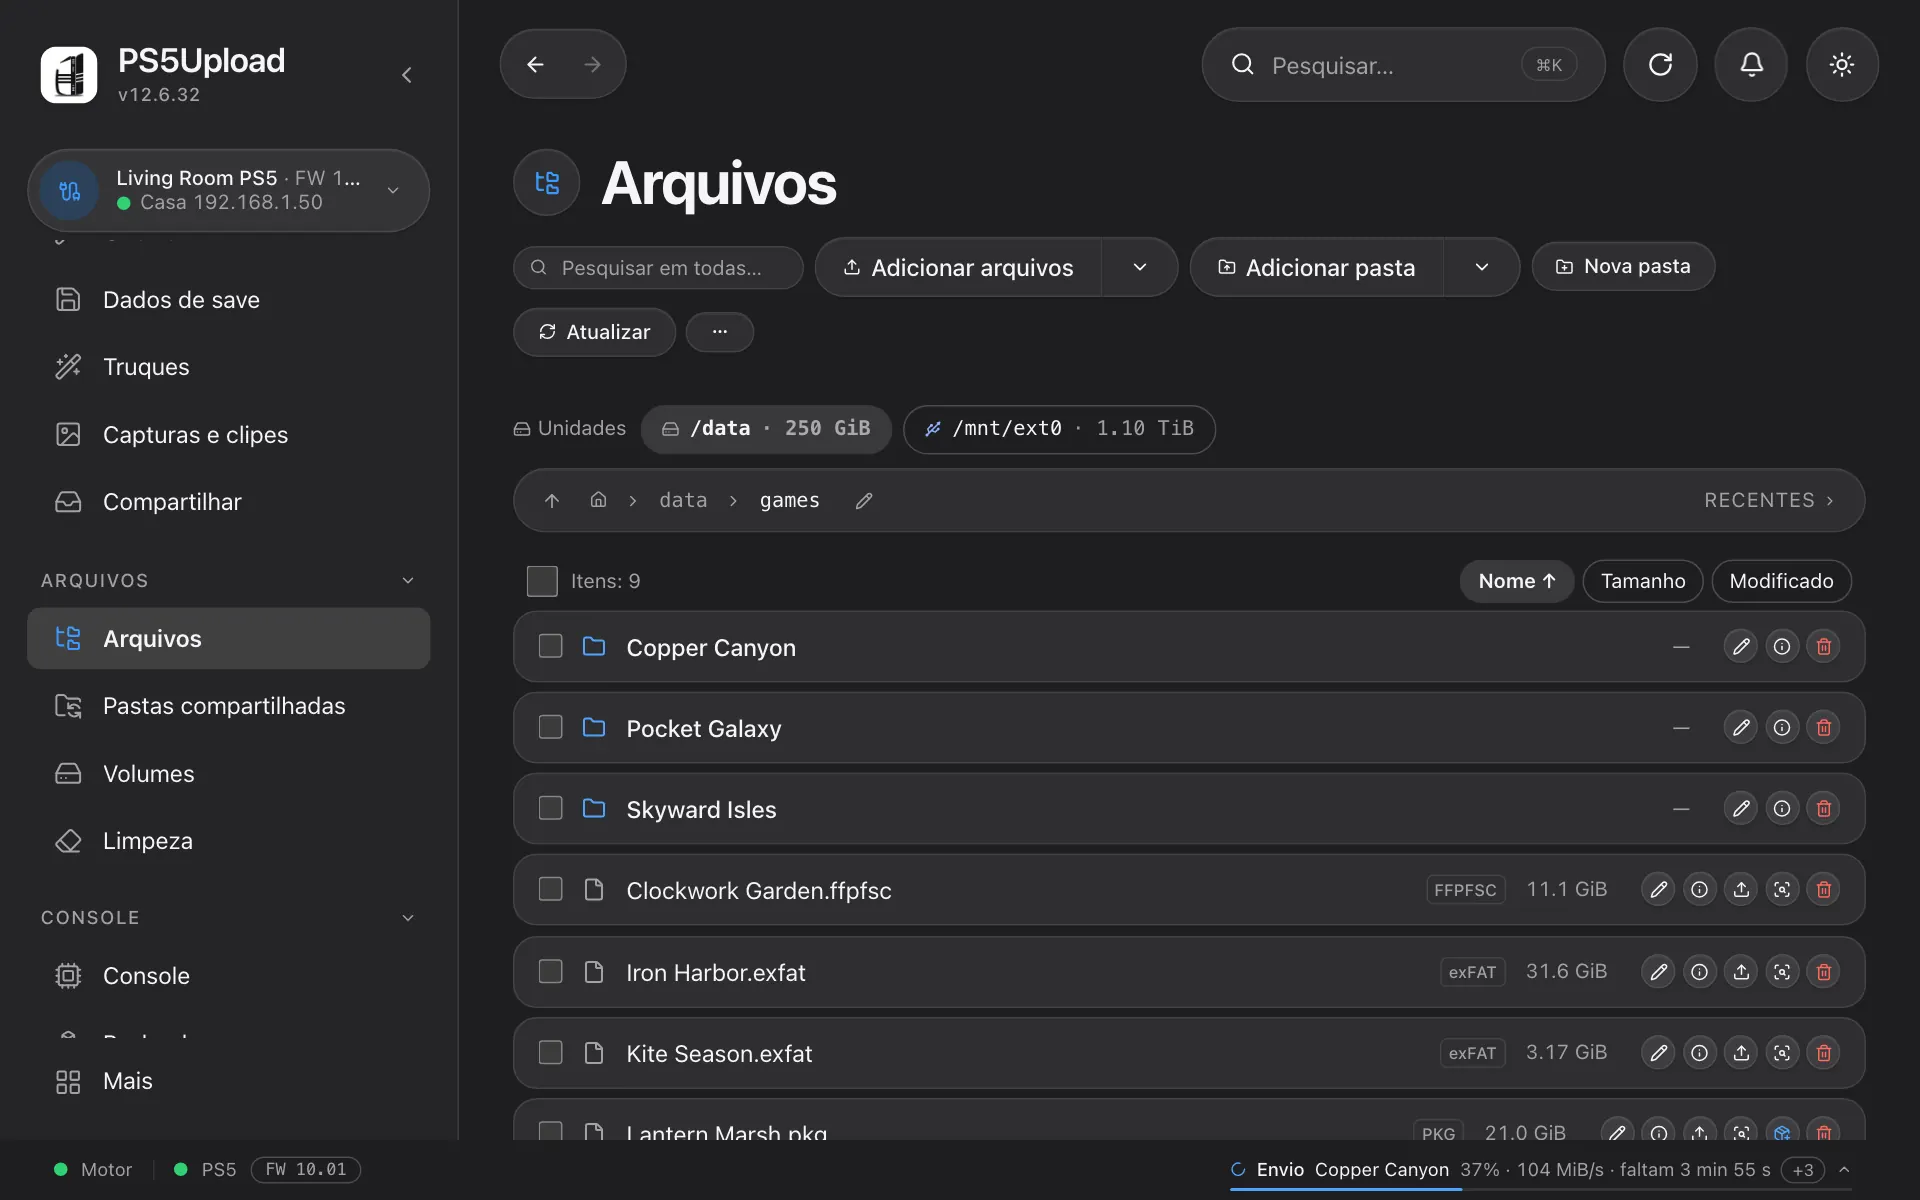 PS5Upload
v12.6.32
Living Room PS5 · FW 1...
Casa 192.168.1.50
Dados de save
Truques
Capturas e clipes
Compartilhar
ARQUIVOS
Arquivos
Pastas compartilhadas
Volumes
Limpeza
CONSOLE
Console
Mais
Pesquisar... ⌘K
Arquivos
Pesquisar em todas...
Adicionar arquivos
Adicionar pasta
Nova pasta
Atualizar
...
Unidades
/data · 250 GiB
/mnt/ext0 · 1.10 TiB
data > games
RECENTES >
Itens: 9
Nome ↑
Tamanho
Modificado
Copper Canyon —
Pocket Galaxy —
Skyward Isles —
Clockwork Garden.ffpfsc FFPFSC 11.1 GiB
Iron Harbor.exfat exFAT 31.6 GiB
Kite Season.exfat exFAT 3.17 GiB
Lantern Marsh.pkg PKG 21.0 GiB
Motor
PS5
FW 10.01
Envio Copper Canyon 37% · 104 MiB/s · faltam 3 min 55 s +3